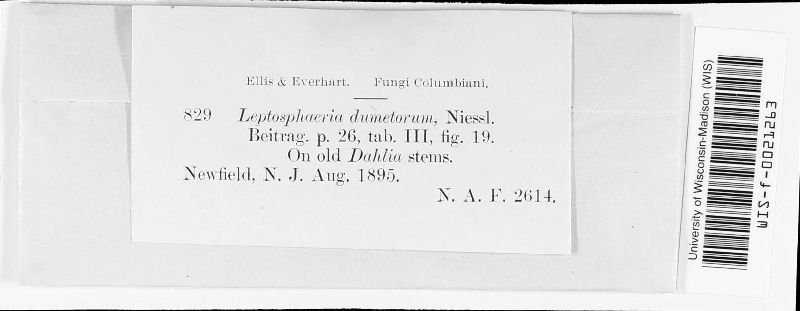 Ellis & Everhart. Fungi Columbiani.
829 Leptosphaeria dumetorum, Niessl.
Beitrag. p. 26, tab. III, fig. 19.
On old Dahlia stems.
Newfield, N. J. Aug. 1895.
N. A. F. 2614.
University of Wisconsin-Madison (WIS)
WIS-f-0021263